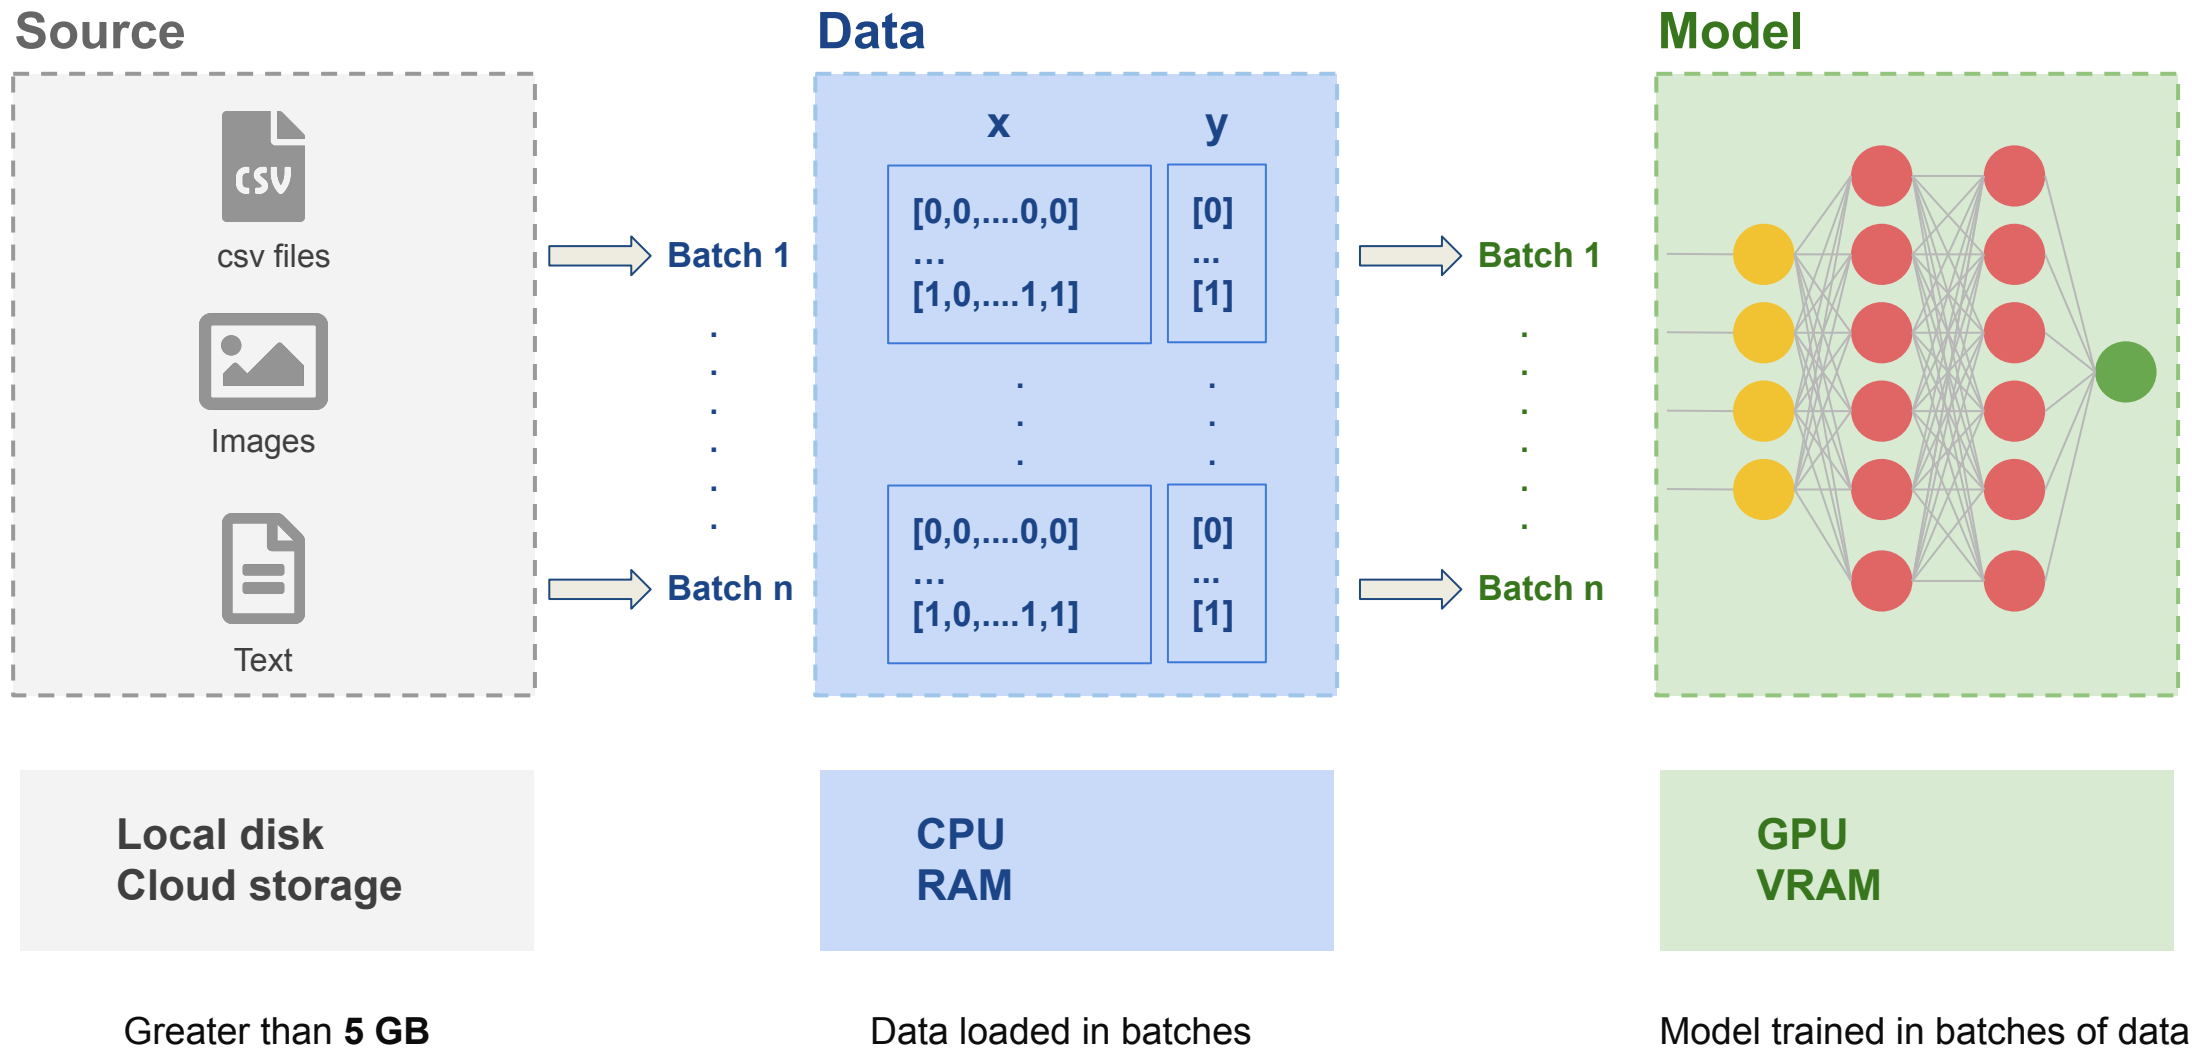 Source
Data
Model
CSV
csv files
Images
Text
Batch 1
.
.
.
.
.
.
Batch n
x
y
[0,0,....0,0]
...
[1,0,....1,1]
[0]
...
[1]
.
.
.
.
.
.
[0,0,....0,0]
...
[1,0,....1,1]
[0]
...
[1]
Batch 1
.
.
.
.
.
.
Batch n
Local disk
Cloud storage
CPU
RAM
GPU
VRAM
Greater than 5 GB
Data loaded in batches
Model trained in batches of data